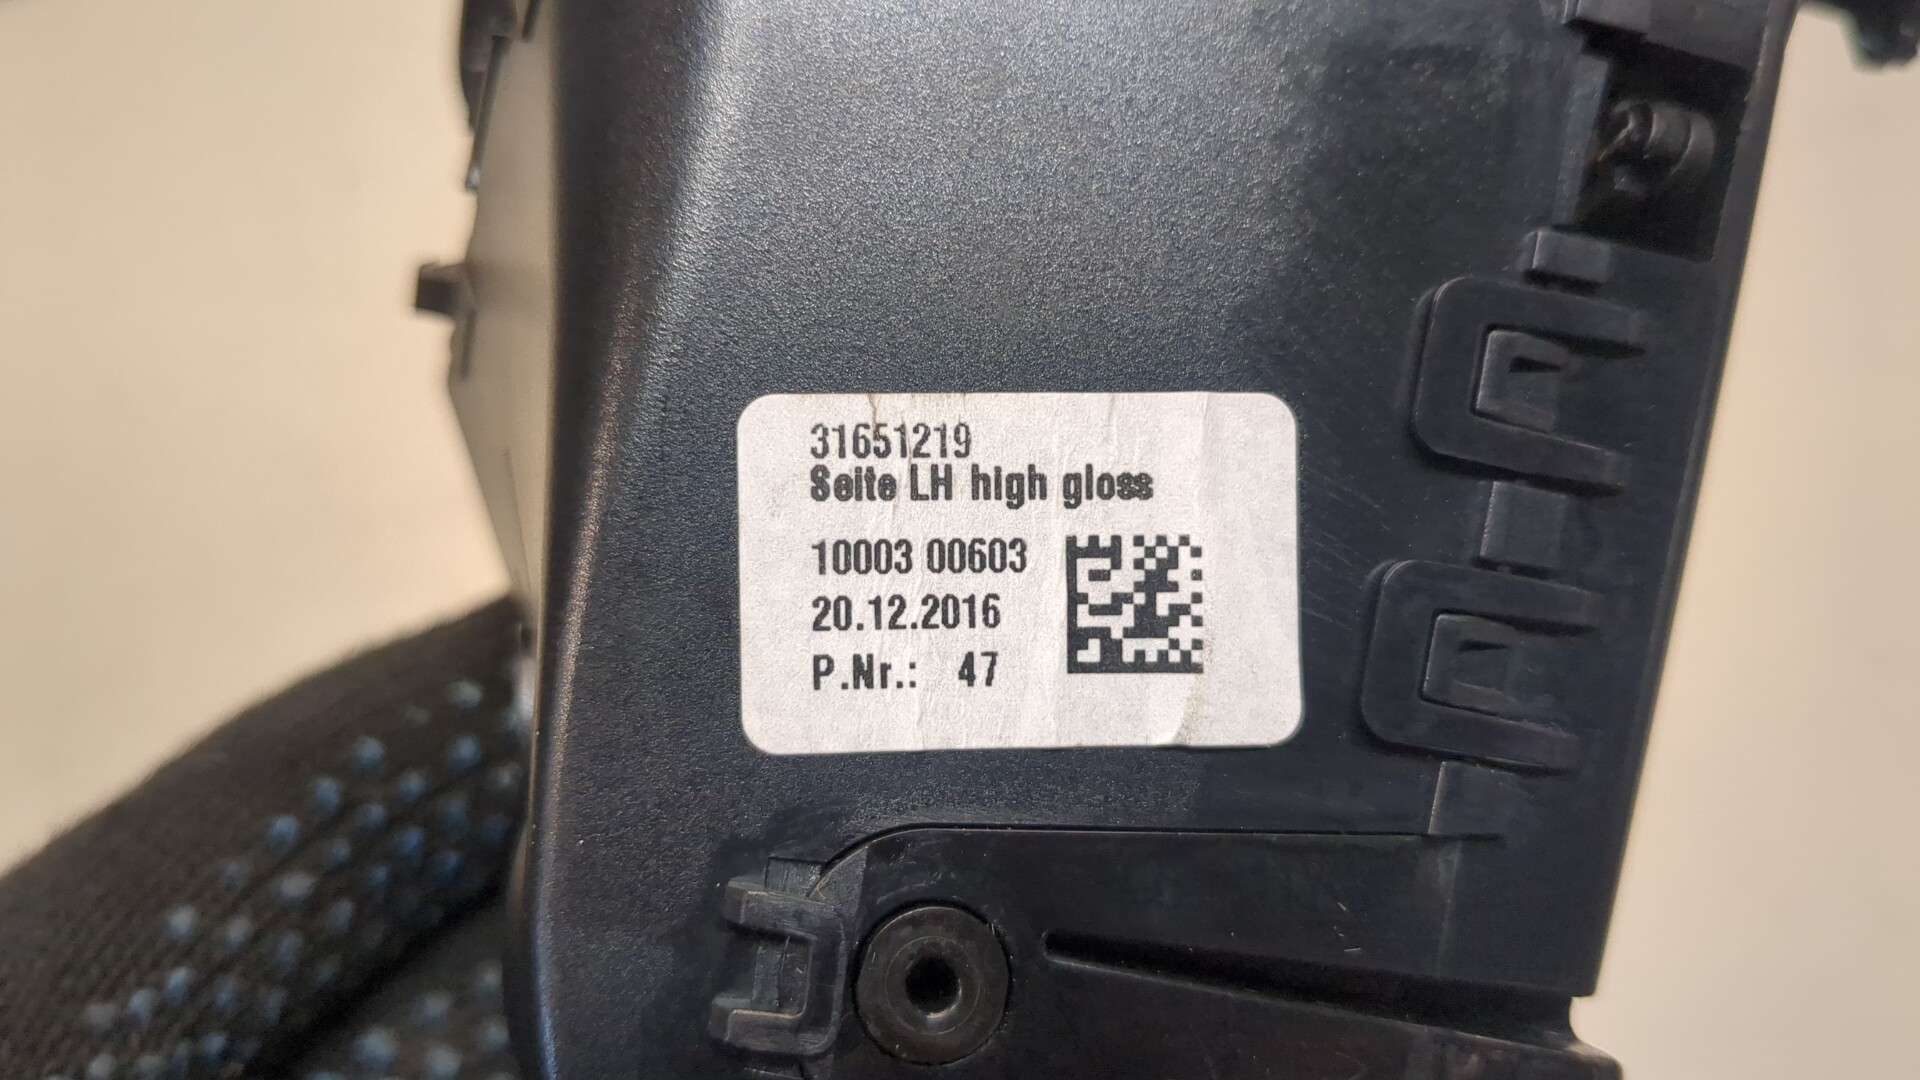 31651219
Seite LH high gloss
10003 00603
20.12.2016
P.Nr.: 47